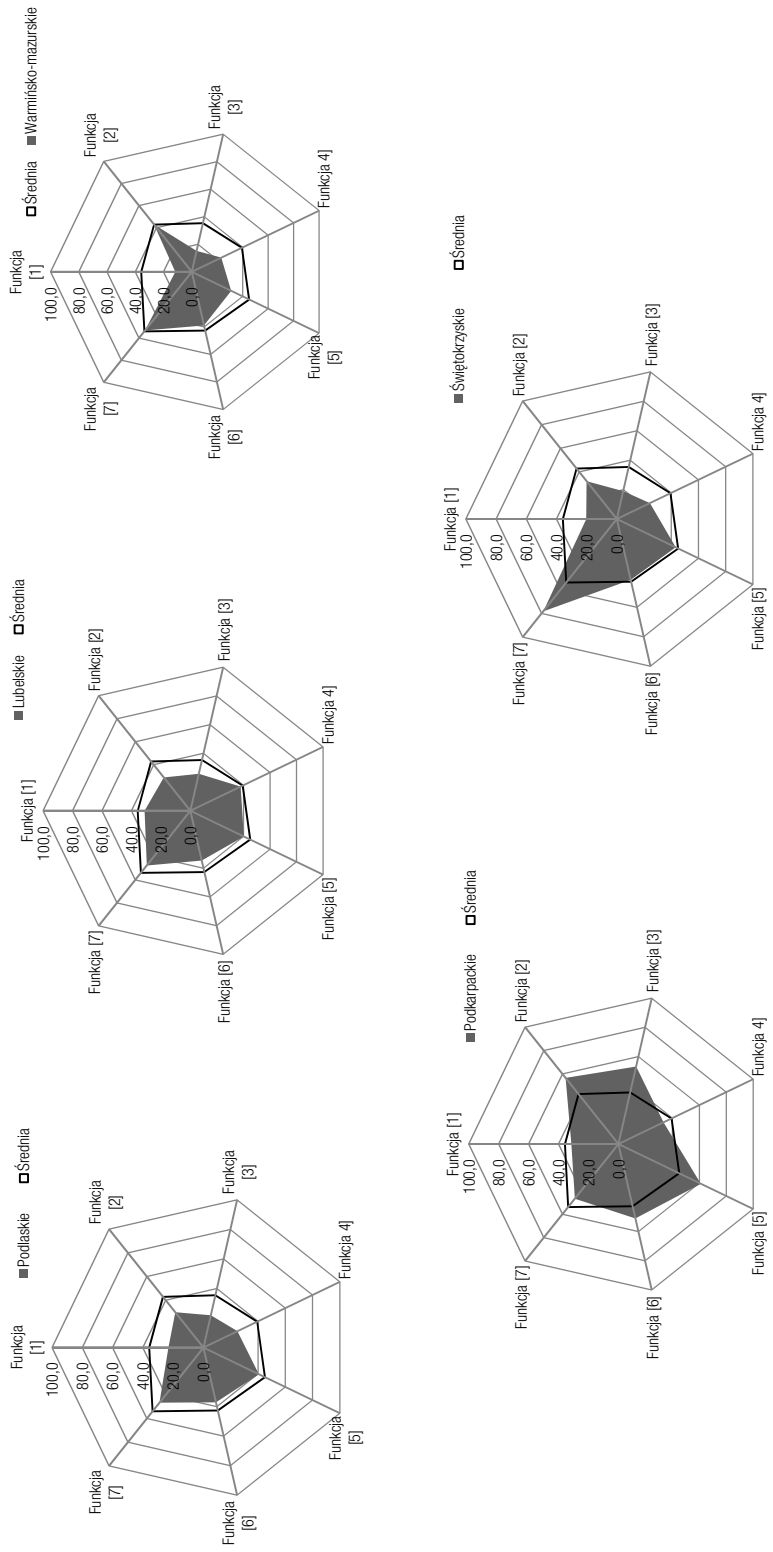 Podlaskie Średnia
Funkcja
[1]
100,0
80,0
60,0
40,0
20,0
0,0
Funkcja
[2]
Funkcja
[3]
Funkcja 4]
Funkcja
[5]
Funkcja
[6]
Funkcja
[7]
Lubelskie Średnia
Funkcja [1]
100,0
80,0
60,0
40,0
20,0
0,0
Funkcja [2]
Funkcja [3]
Funkcja 4]
Funkcja [5]
Funkcja [6]
Funkcja [7]
Średnia Warmińsko-mazurskie
Funkcja
[1]
100,0
80,0
60,0
40,0
20,0
0,0
Funkcja
[2]
Funkcja
[3]
Funkcja 4]
Funkcja
[5]
Funkcja
[6]
Funkcja
[7]
Podkarpackie Średnia
Funkcja [1]
100,0
80,0
60,0
40,0
20,0
0,0
Funkcja [2]
Funkcja [3]
Funkcja 4]
Funkcja [5]
Funkcja [6]
Funkcja [7]
Świętokrzyskie Średnia
Funkcja [1]
100,0
80,0
60,0
40,0
20,0
0,0
Funkcja [2]
Funkcja [3]
Funkcja 4]
Funkcja [5]
Funkcja [6]
Funkcja [7]